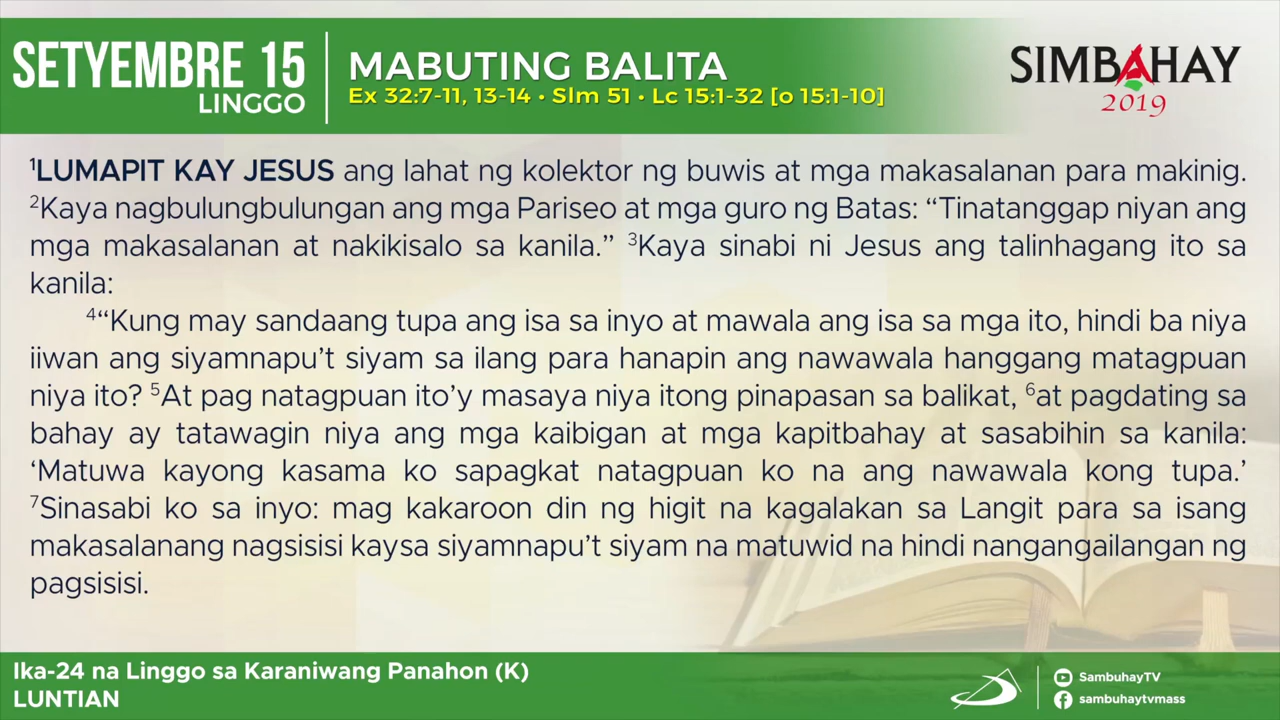 SETYEMBRE 15
LINGGO
MABUTING BALITA
Ex 32:7-11, 13-14 • Slm 51 • Lc 15:1-32 [o 15:1-10]
SIMBAHAY
2019
¹LUMAPIT KAY JESUS ang lahat ng kolektor ng buwis at mga makasalanan para makinig.
²Kaya nagbulungbulungan ang mga Pariseo at mga guro ng Batas: “Tinatanggap niyan ang
mga makasalanan at nakikisalo sa kanila.” ³Kaya sinabi ni Jesus ang talinhagang ito sa
kanila:
⁴“Kung may sandaang tupa ang isa sa inyo at mawala ang isa sa mga ito, hindi ba niya
iiwan ang siyamnapu’t siyam sa ilang para hanapin ang nawawala hanggang matagpuan
niya ito? ⁵At pag natagpuan ito’y masaya niya itong pinapasan sa balikat, ⁶at pagdating sa
bahay ay tatawagin niya ang mga kaibigan at mga kapitbahay at sasabihin sa kanila:
‘Matuwa kayong kasama ko sapagkat natagpuan ko na ang nawawala kong tupa.’
⁷Sinasabi ko sa inyo: mag kakaroon din ng higit na kagalakan sa Langit para sa isang
makasalanang nagsisisi kaysa siyamnapu’t siyam na matuwid na hindi nangangailangan ng
pagsisisi.
Ika-24 na Linggo sa Karaniwang Panahon (K)
LUNTIAN
SambuhayTV
sambuhaytvmass